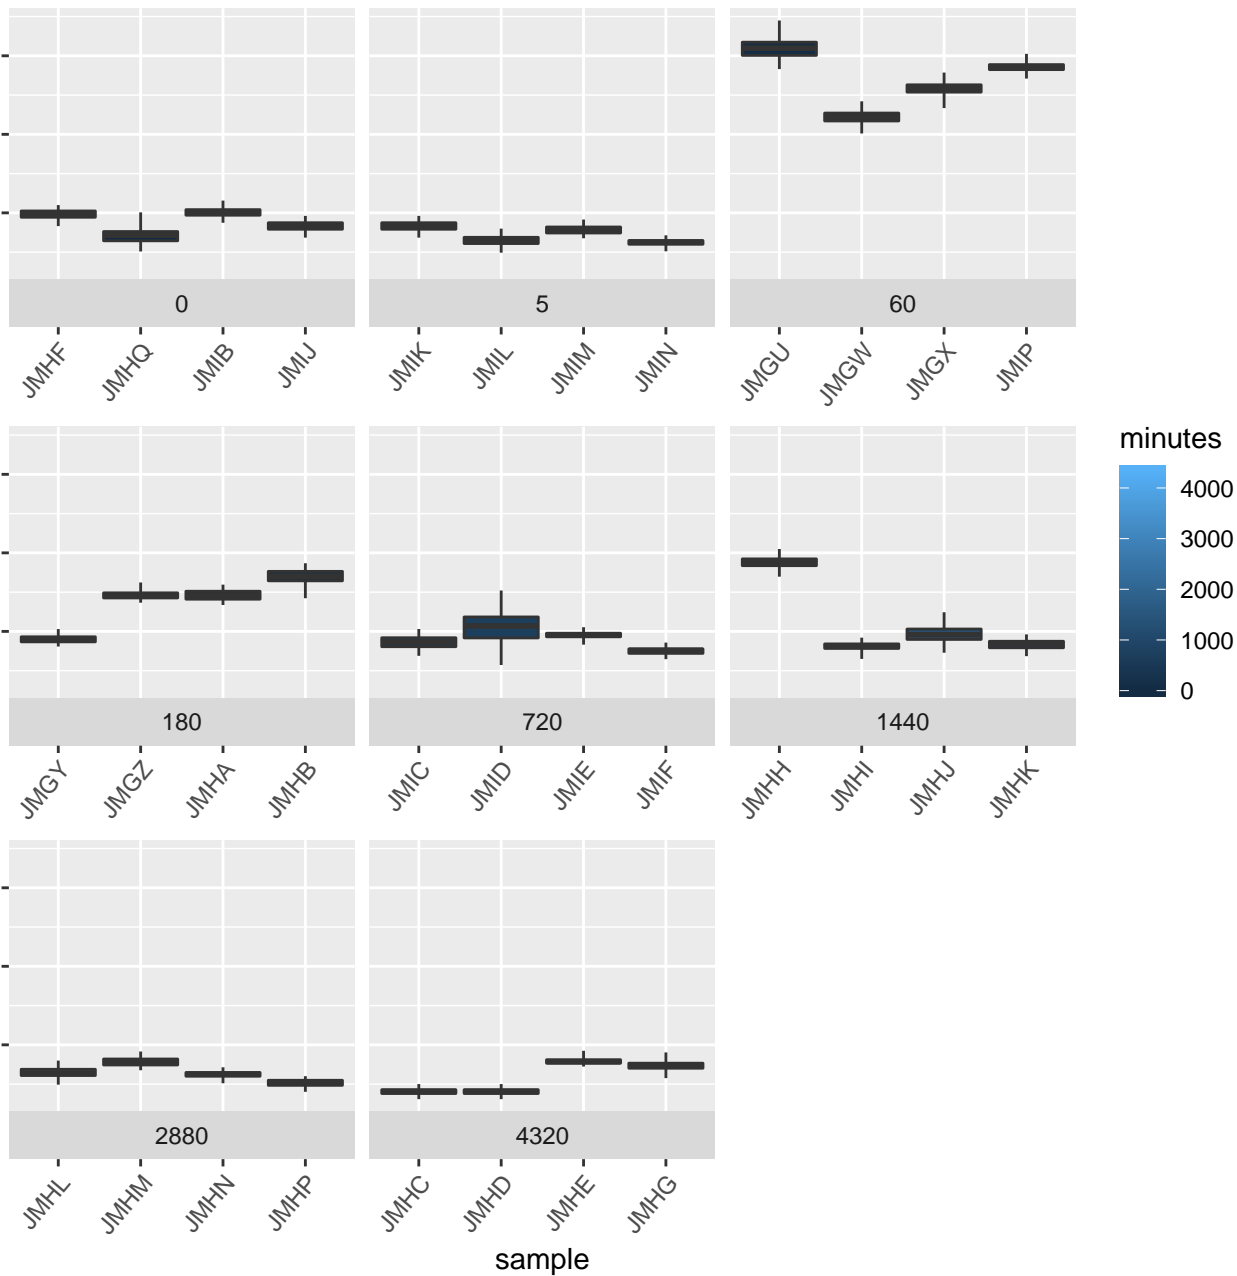 0 5 60
JMHF JMHQ JMIB JMIJ JMIK JMIL JMIM JMIN JMGU JMGW JMGX JMIP
minutes
4000
3000
2000
1000
0
180 720 1440
JMGY JMGZ JMHA JMHB JMIC JMID JMIE JMIF JMHH JMHI JMHJ JMHK
2880 4320
JMHL JMHM JMHN JMHP JMHC JMHD JMHE JMHG
sample